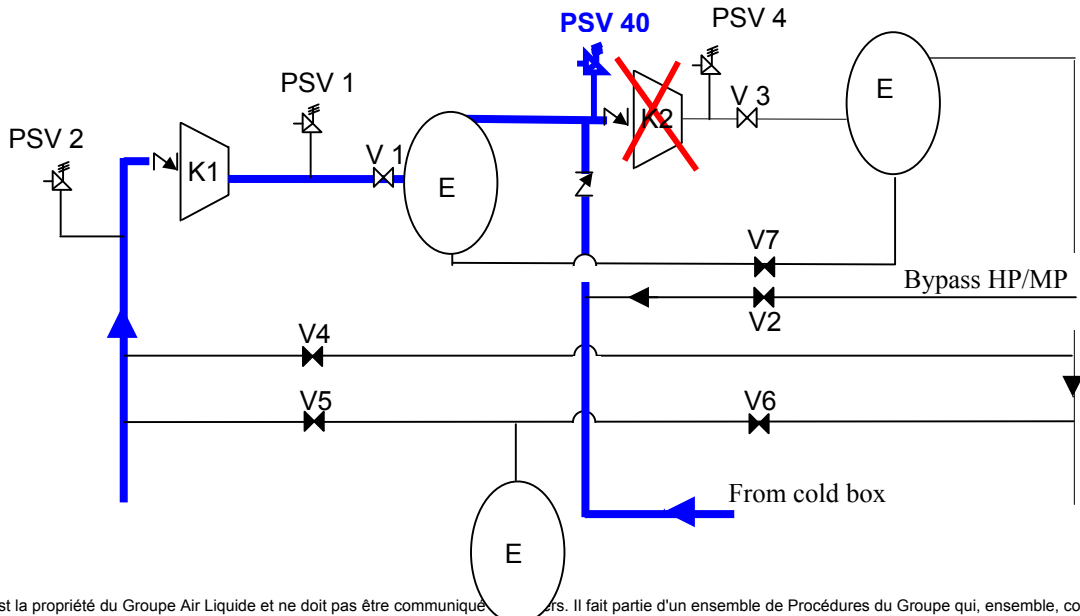 PSV 40
PSV 4
PSV 1
V 3
E
PSV 2
K2
V 1
K1
E
V7
Bypass HP/MP
V2
V4
V5
V6
From cold box
E
st la propriété du Groupe Air Liquide et ne doit pas être communiqué ers. Il fait partie d'un ensemble de Procédures du Groupe qui, ensemble, co